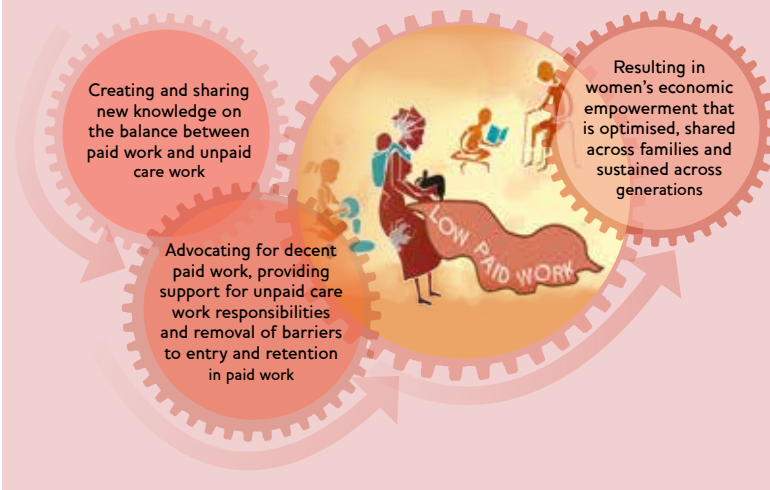 Creating and sharing
new knowledge on
the balance between
paid work and unpaid
care work
Advocating for decent
paid work, providing
support for unpaid care
work responsibilities
and removal of barriers
to entry and retention
in paid work
LOW PAID WORK
Resulting in
women’s economic
empowerment that
is optimised, shared
across families and
sustained across
generations